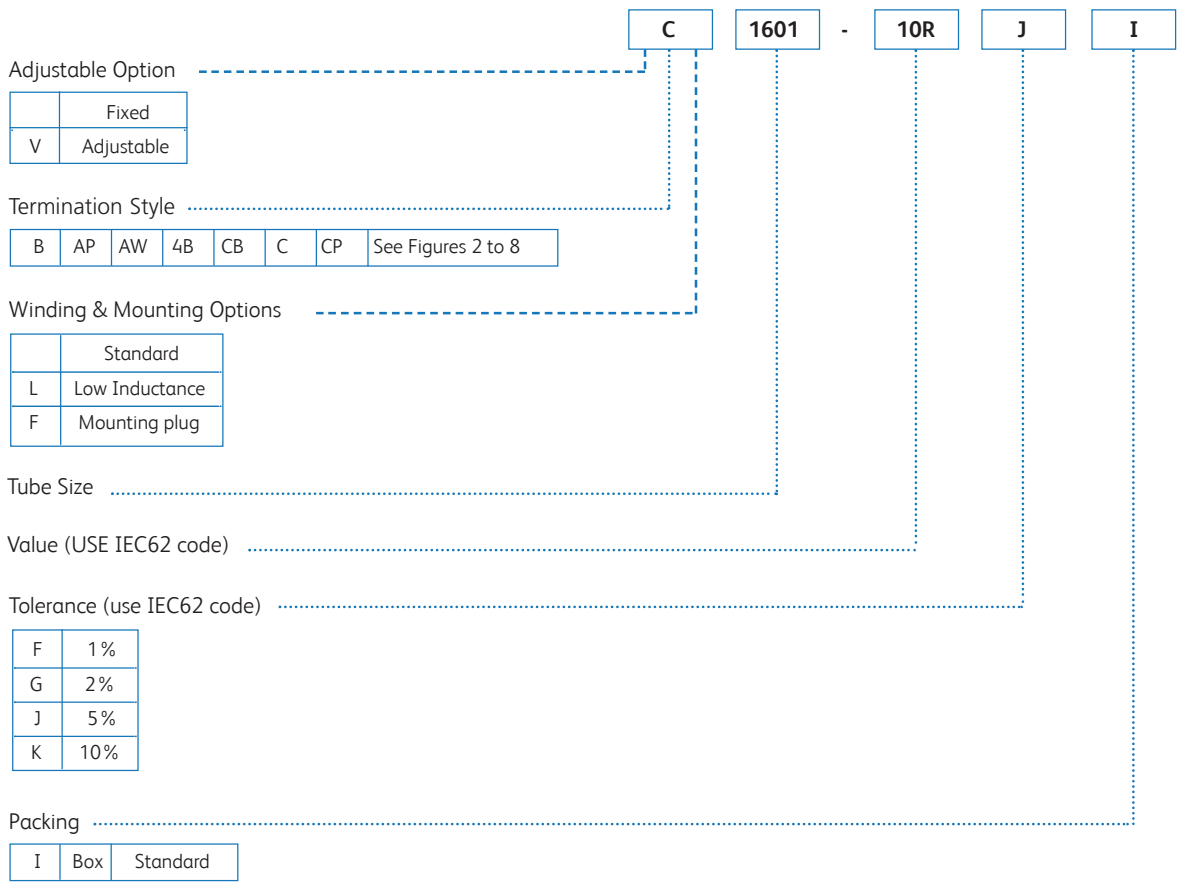 C 1601 - 10R J I
Adjustable Option
Fixed
V Adjustable
Termination Style
B AP AW 4B CB C CP See Figures 2 to 8
Winding & Mounting Options
Standard
L Low Inductance
F Mounting plug
Tube Size
Value (USE IEC62 code)
Tolerance (use IEC62 code)
F 1%
G 2%
J 5%
K 10%
Packing
I Box Standard